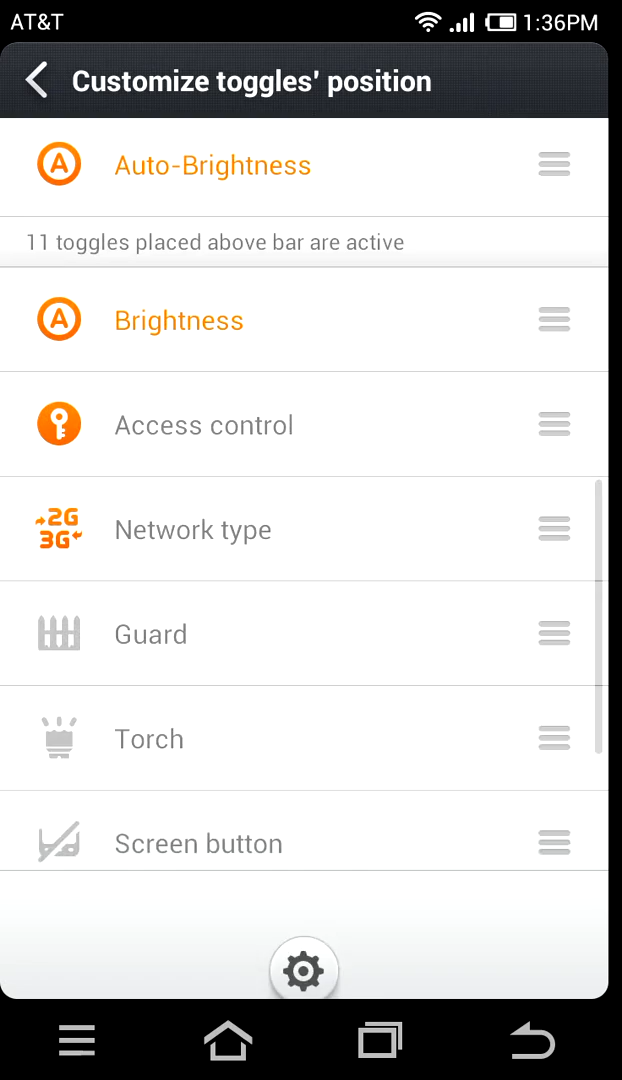 AT&T 1:36PM
Customize toggles' position
A Auto-Brightness
11 toggles placed above bar are active
A Brightness
Access control
2G
3G
Network type
Guard
Torch
Screen button